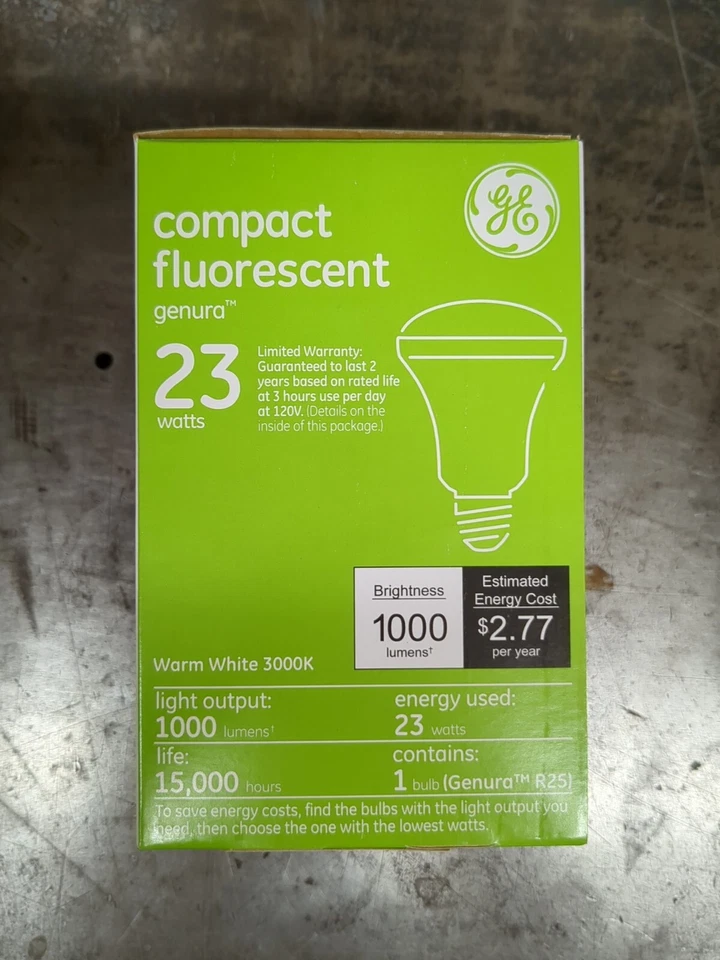 GE
compact
fluorescent
genura™
23
watts
Limited Warranty:
Guaranteed to last 2
years based on rated life
at 3 hours use per day
at 120V. (Details on the
inside of this package.)
Brightness
1000
lumens†
Estimated
Energy Cost
$2.77
per year
Warm White 3000K
light output:
1000 lumens†
energy used:
23 watts
life:
15,000 hours
contains:
1 bulb (Genura™ R25)
To save energy costs, find the bulbs with the light output you
need, then choose the one with the lowest watts.